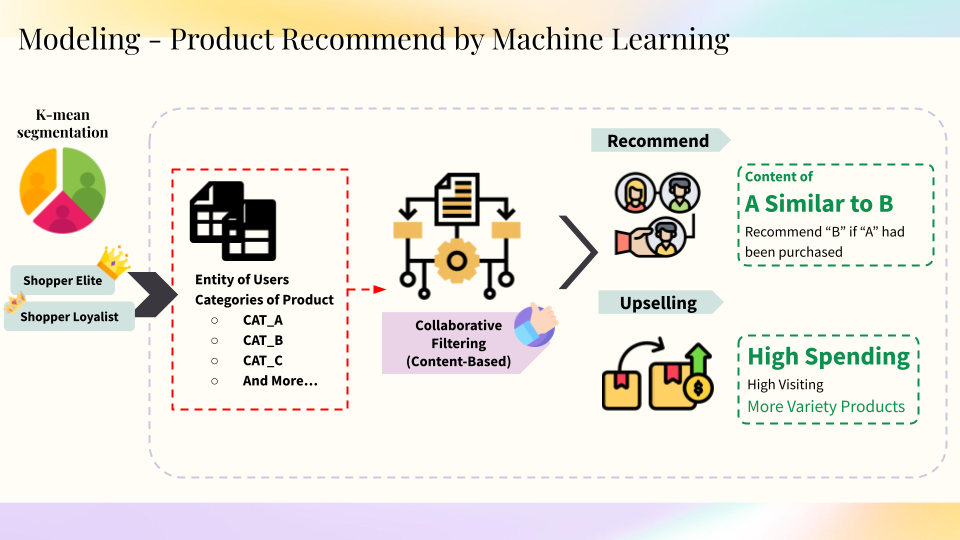 Modeling - Product Recommend by Machine Learning
K-mean
segmentation
Shopper Elite
Shopper Loyalist
Entity of Users
Categories of Product
○ CAT_A
○ CAT_B
○ CAT_C
○ And More...
Collaborative
Filtering
(Content-Based)
Recommend
Content of
A Similar to B
Recommend “B” if “A” had
been purchased
Upselling
$
High Spending
High Visiting
More Variety Products